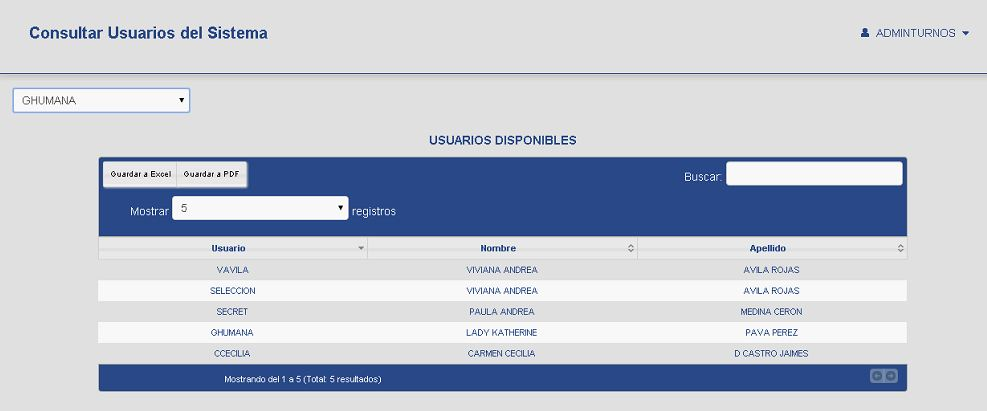 Consultar Usuarios del Sistema
ADMINTURNOS
GHUMANA
USUARIOS DISPONIBLES
Guardar a Excel Guardar a PDF
Buscar:
Mostrar 5 registros
Usuario Nombre Apellido
VAVILA VIVIANA ANDREA AVILA ROJAS
SELECCION VIVIANA ANDREA AVILA ROJAS
SECRET PAULA ANDREA MEDINA CERON
GHUMANA LADY KATHERINE PAVA PEREZ
CCECILIA CARMEN CECILIA D CASTRO JAIMES
Mostrando del 1 a 5 (Total: 5 resultados)